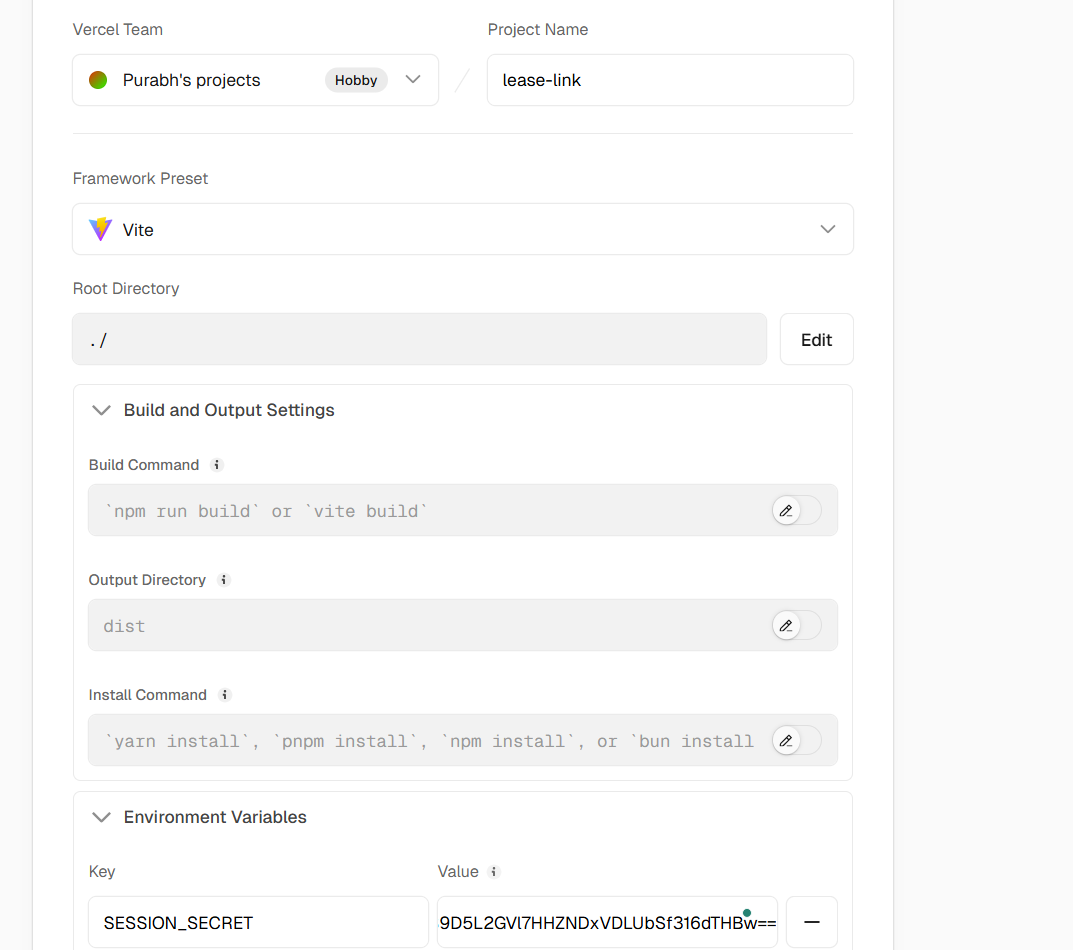 Vercel Team
Project Name
Purabh's projects
Hobby
lease-link
Framework Preset
Vite
Root Directory
./
Edit
Build and Output Settings
Build Command
`npm run build` or `vite build`
Output Directory
dist
Install Command
`yarn install`, `pnpm install`, `npm install`, or `bun install
Environment Variables
Key
Value
SESSION_SECRET
9D5L2GVl7HHZNDxVDLUbSf316dTHBw==